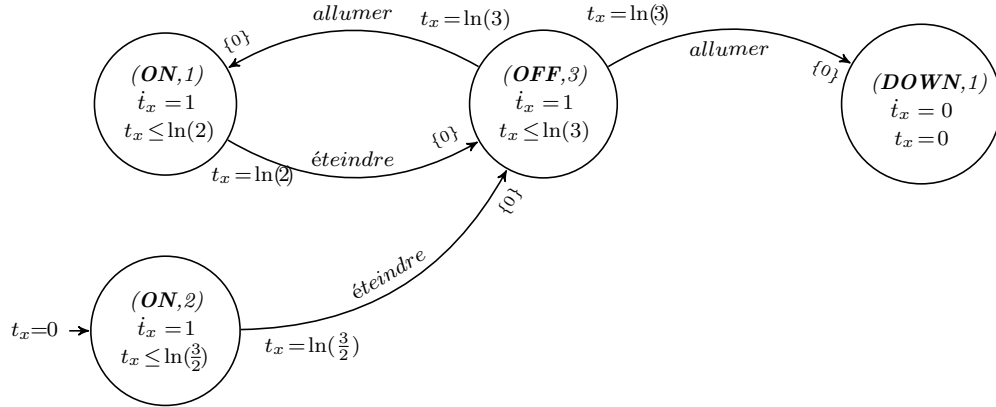 allumer
t_x = ln(3)
t_x = ln(3)
allumer
{0}
{0}
(ON,1)
ṫ_x = 1
t_x ≤ ln(2)
(OFF,3)
ṫ_x = 1
t_x ≤ ln(3)
(DOWN,1)
ṫ_x = 0
t_x = 0
{0}
éteindre
t_x = ln(2)
{0}
éteindre
(ON,2)
ṫ_x = 1
t_x ≤ ln(3/2)
t_x = 0
t_x = ln(3/2)